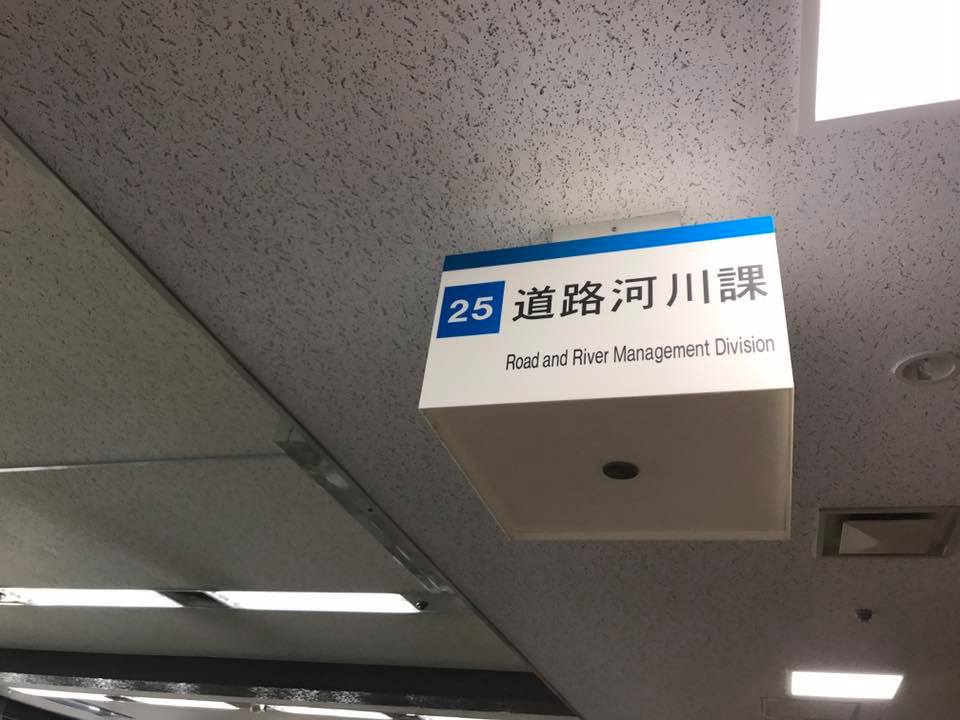 25 道路河川課
Road and River Management Division